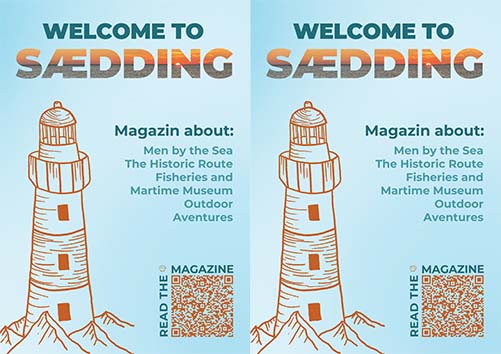 WELCOME TO
SÆDDING
Magazin about:
Men by the Sea
The Historic Route
Fisheries and
Martime Museum
Outdoor
Aventures
READ THE
MAGAZINE
WELCOME TO
SÆDDING
Magazin about:
Men by the Sea
The Historic Route
Fisheries and
Martime Museum
Outdoor
Aventures
READ THE
MAGAZINE